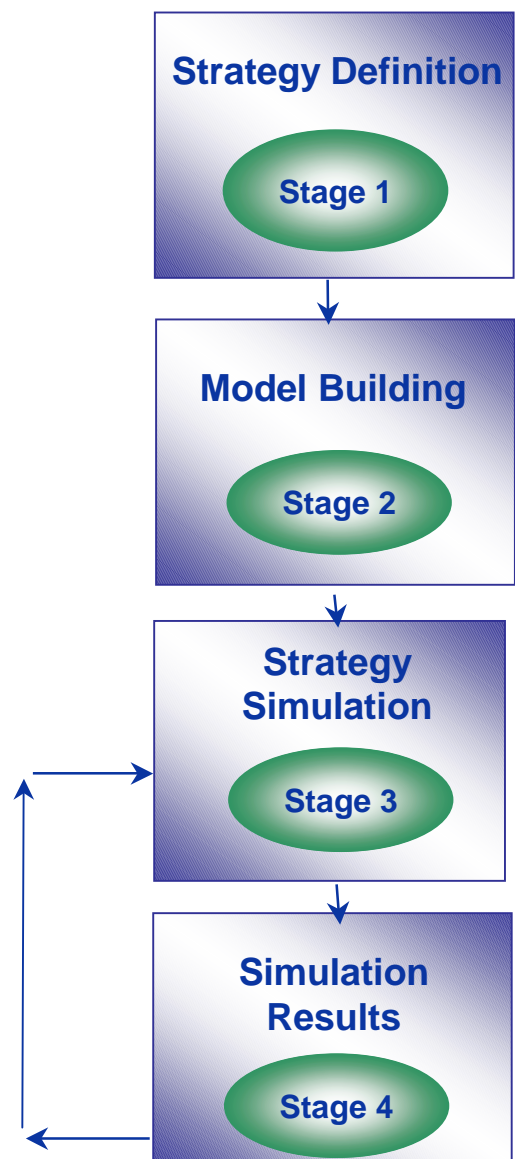 Strategy Definition
Stage 1
Model Building
Stage 2
Strategy
Simulation
Stage 3
Simulation
Results
Stage 4